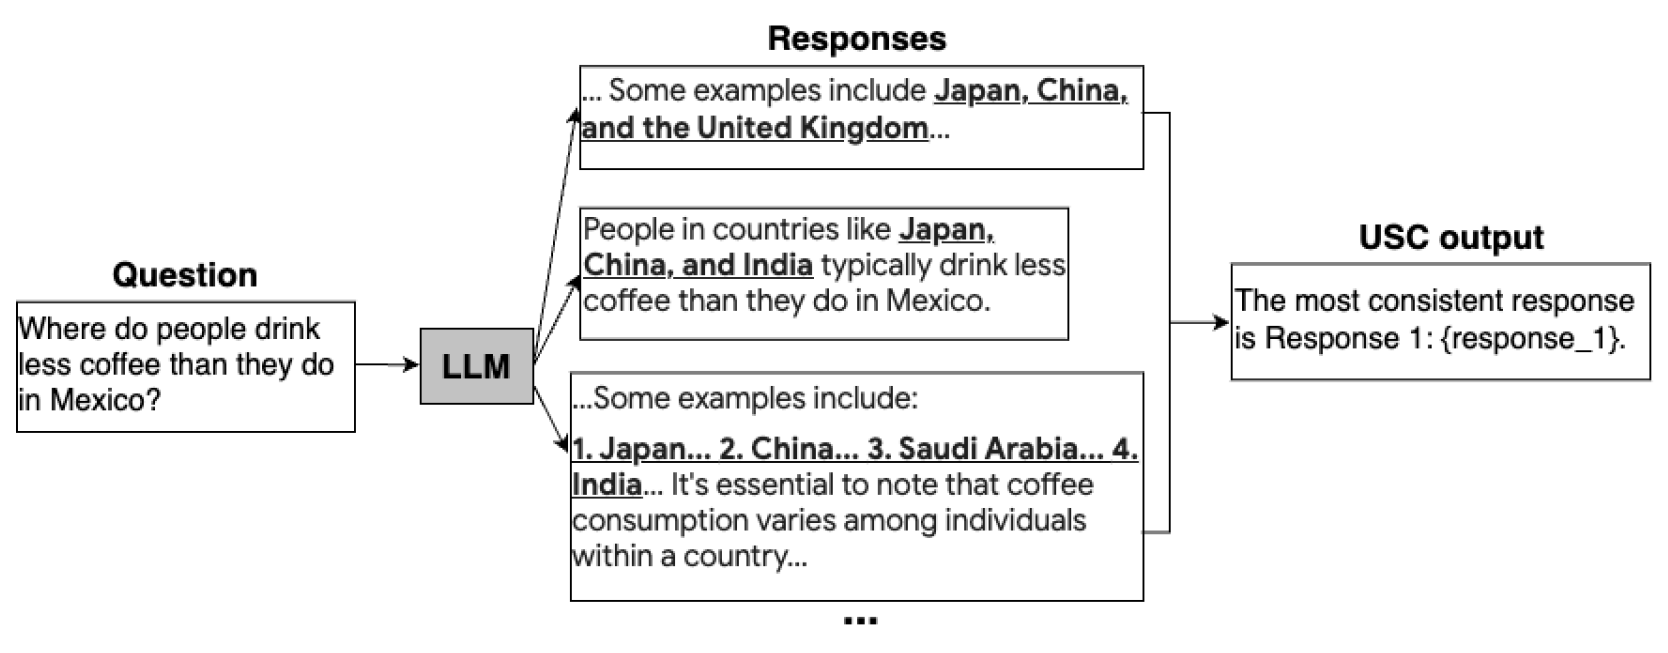 Responses
... Some examples include Japan, China,
and the United Kingdom...
People in countries like Japan,
China, and India typically drink less
coffee than they do in Mexico.
USC output
The most consistent response
is Response 1: {response_1}.
Question
Where do people drink
less coffee than they do
in Mexico?
LLM
...Some examples include:
1. Japan... 2. China... 3. Saudi Arabia... 4.
India... It's essential to note that coffee
consumption varies among individuals
within a country...
...